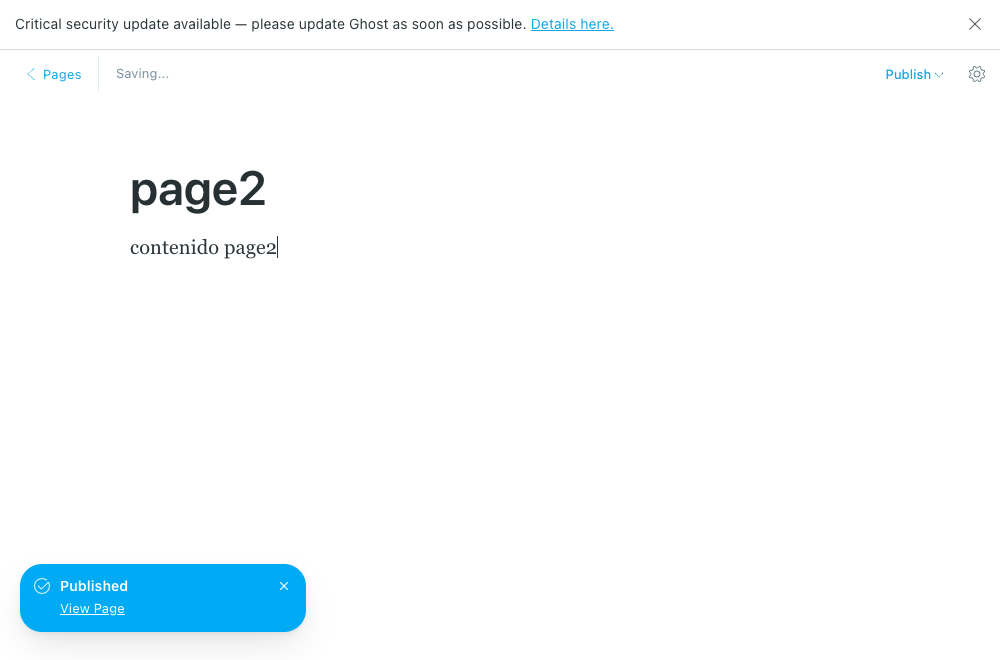 Critical security update available — please update Ghost as soon as possible. Details here.
Pages
Saving...
Publish
page2
contenido page2
Published
View Page